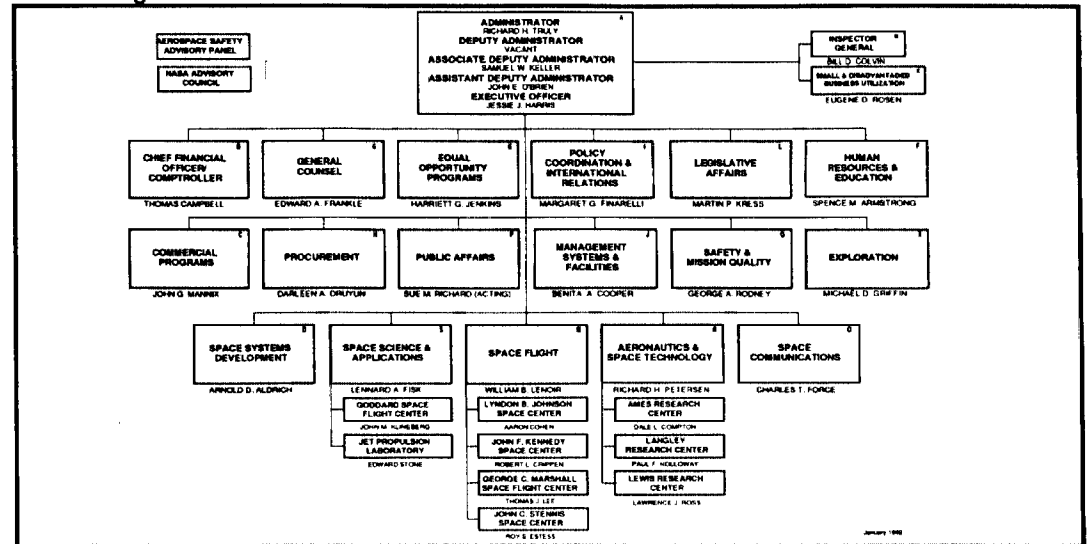 AEROSPACE SAFETY
ADVISORY PANEL
NASA ADVISORY
COUNCIL
A
ADMINISTRATOR
RICHARD H. TRULY
DEPUTY ADMINISTRATOR
VACANT
ASSOCIATE DEPUTY ADMINISTRATOR
SAMUEL W. KELLER
ASSISTANT DEPUTY ADMINISTRATOR
JOHN E. O'BRIEN
EXECUTIVE OFFICER
JESSIE J. HARRIS
INSPECTOR
GENERAL
BILL D. COLVIN
K
SMALL & DISADVANTAGED
BUSINESS UTILIZATION
EUGENE D. ROSEN
B
CHIEF FINANCIAL
OFFICER/
COMPTROLLER
THOMAS CAMPBELL
G
GENERAL
COUNSEL
EDWARD A. FRANKLE
E
EQUAL
OPPORTUNITY
PROGRAMS
HARRIETT G. JENKINS
POLICY
COORDINATION &
INTERNATIONAL
RELATIONS
MARGARET G. FINARELLI
L
LEGISLATIVE
AFFAIRS
MARTIN P. KRESS
F
HUMAN
RESOURCES &
EDUCATION
SPENCE M. ARMSTRONG
C
COMMERCIAL
PROGRAMS
JOHN G. MANNIX
H
PROCUREMENT
DARLEEN A. DRUYUN
P
PUBLIC AFFAIRS
SUE M. RICHARD (ACTING)
J
MANAGEMENT
SYSTEMS &
FACILITIES
BENITA A. COOPER
Q
SAFETY &
MISSION QUALITY
GEORGE A. RODNEY
X
EXPLORATION
MICHAEL D. GRIFFIN
D
SPACE SYSTEMS
DEVELOPMENT
ARNOLD D. ALDRICH
S
SPACE SCIENCE &
APPLICATIONS
LENNARD A. FISK
GODDARD SPACE
FLIGHT CENTER
JOHN M. KLINEBERG
JET PROPULSION
LABORATORY
EDWARD STONE
M
SPACE FLIGHT
WILLIAM B. LENOIR
LYNDON B. JOHNSON
SPACE CENTER
AARON COHEN
JOHN F. KENNEDY
SPACE CENTER
ROBERT L. CRIPPEN
GEORGE C. MARSHALL
SPACE FLIGHT CENTER
THOMAS J. LEE
JOHN C. STENNIS
SPACE CENTER
ROY S. ESTESS
R
AERONAUTICS &
SPACE TECHNOLOGY
RICHARD H. PETERSEN
AMES RESEARCH
CENTER
DALE L. COMPTON
LANGLEY
RESEARCH CENTER
PAUL F. HOLLOWAY
LEWIS RESEARCH
CENTER
LAWRENCE J. ROSS
O
SPACE
COMMUNICATIONS
CHARLES T. FORCE
January